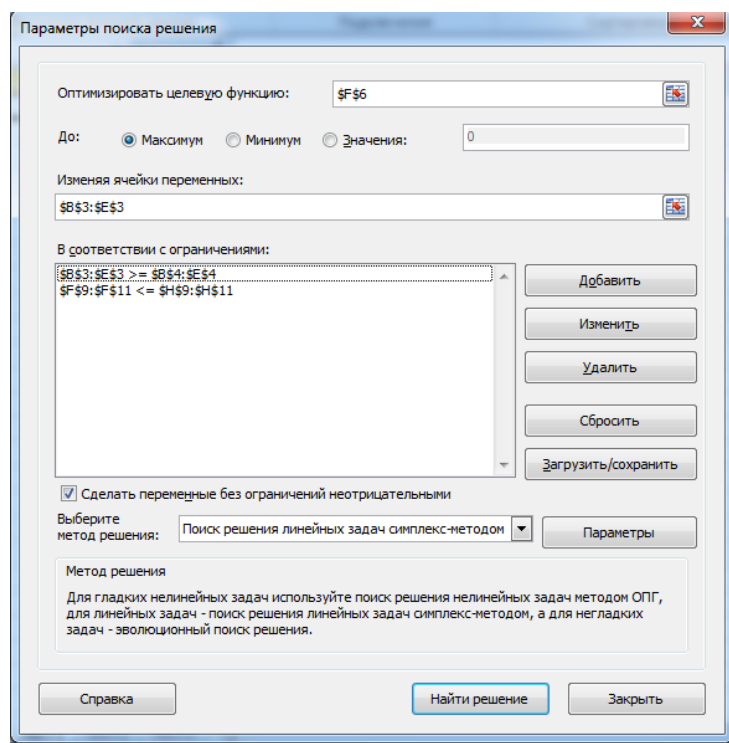 Параметры поиска решения
Оптимизировать целевую функцию:
$F$6
До:
Максимум
Минимум
Значения:
0
Изменяя ячейки переменных:
$B$3:$E$3
В соответствии с ограничениями:
$B$3:$E$3 >= $B$4:$E$4
$F$9:$F$11 <= $H$9:$H$11
Добавить
Изменить
Удалить
Сбросить
Загрузить/сохранить
Сделать переменные без ограничений неотрицательными
Выберите
метод решения:
Поиск решения линейных задач симплекс-методом
Параметры
Метод решения
Для гладких нелинейных задач используйте поиск решения нелинейных задач методом ОПГ,
для линейных задач - поиск решения линейных задач симплекс-методом, а для негладких
задач - эволюционный поиск решения.
Справка
Найти решение
Закрыть